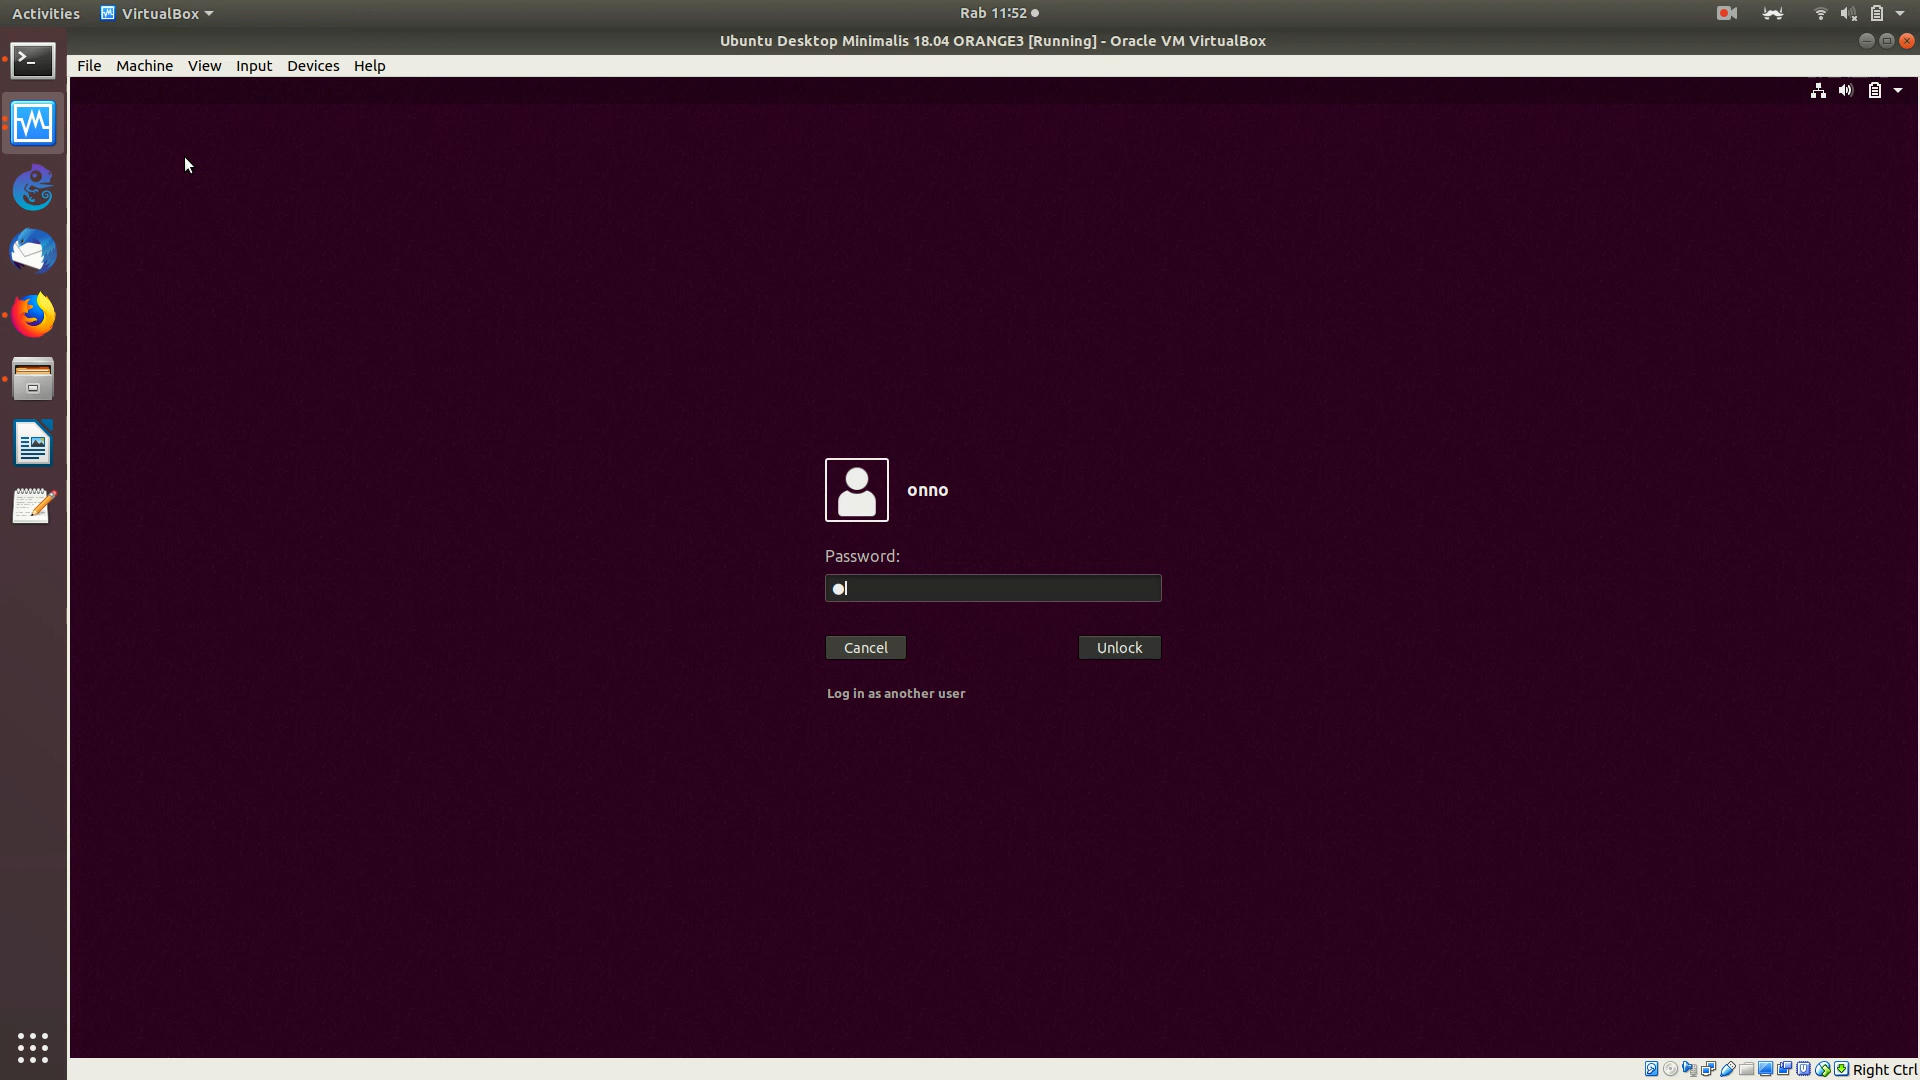 Activities VirtualBox Rab 11:52
Ubuntu Desktop Minimalis 18.04 ORANGE3 [Running] - Oracle VM VirtualBox
File Machine View Input Devices Help
onno
Password:
Cancel Unlock
Log in as another user
Right Ctrl